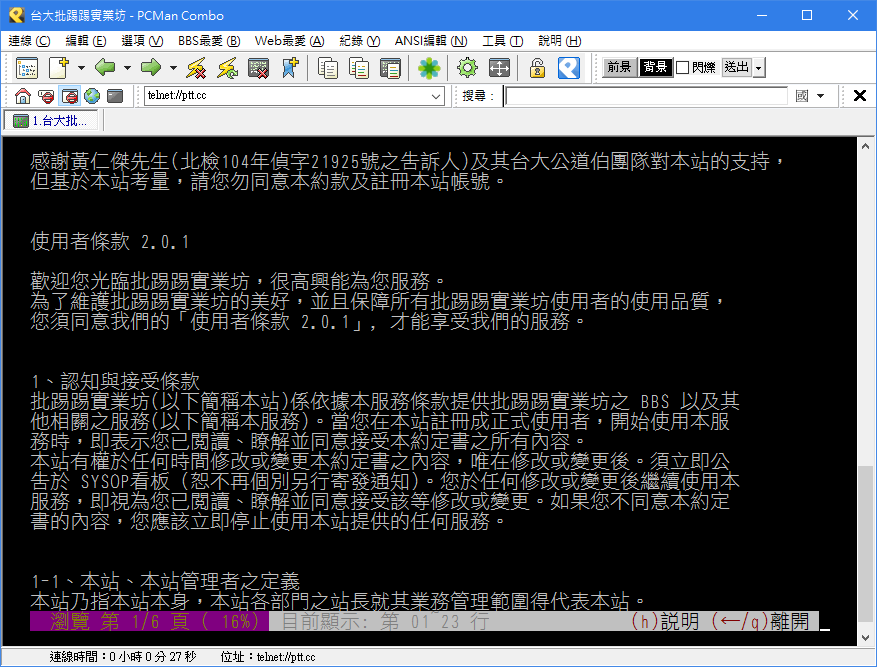 台大批踢踢實業坊 - PCMan Combo
連線 (C) 編輯 (E) 選項 (V) BBS最愛 (B) Web最愛 (A) 紀錄 (Y) ANSI編輯 (N) 工具 (T) 說明 (H)
前景 背景 閃爍 送出
telnet://ptt.cc 搜尋： 國
1.台大批...
感謝黃仁傑先生(北檢104年偵字21925號之告訴人)及其台大公道伯團隊對本站的支持，
但基於本站考量，請您勿同意本約款及註冊本站帳號。
使用者條款 2.0.1
歡迎您光臨批踢踢實業坊，很高興能為您服務。
為了維護批踢踢實業坊的美好，並且保障所有批踢踢實業坊使用者的使用品質，
您須同意我們的「使用者條款 2.0.1」, 才能享受我們的服務。
1、認知與接受條款
批踢踢實業坊(以下簡稱本站)係依據本服務條款提供批踢踢實業坊之 BBS 以及其
他相關之服務(以下簡稱本服務)。當您在本站註冊成正式使用者，開始使用本服
務時，即表示您已閱讀、瞭解並同意接受本約定書之所有內容。
本站有權於任何時間修改或變更本約定書之內容，唯在修改或變更後。須立即公
告於 SYSOP看板 (恕不再個別另行寄發通知)。您於任何修改或變更後繼續使用本
服務，即視為您已閱讀、瞭解並同意接受該等修改或變更。如果您不同意本約定
書的內容，您應該立即停止使用本站提供的任何服務。
1-1、本站、本站管理者之定義
本站乃指本站本身，本站各部門之站長就其業務管理範圍得代表本站。
瀏覽 第 1/6 頁 ( 16%) 目前顯示: 第 01 23 行 (h)説明 (←/q)離開
連線時間：0 小時 0 分 27 秒 位址：telnet://ptt.cc